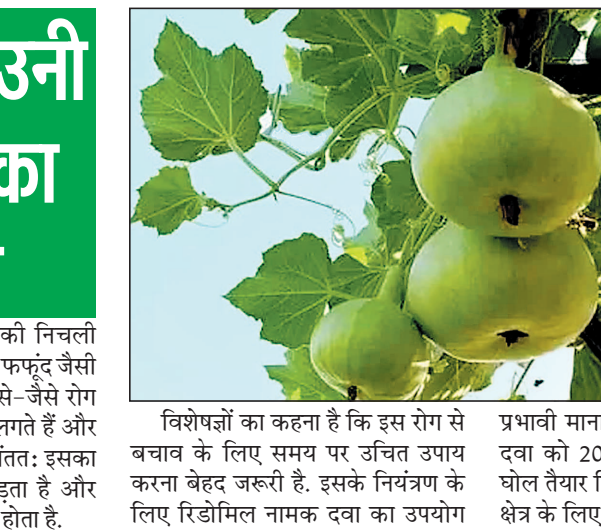 उनी
का
की निचली
फफूंद जैसी
से-जैसे रोग
लगते हैं और
अंततः इसका
ड़ता है और
होता है.
विशेषज्ञों का कहना है कि इस रोग से
बचाव के लिए समय पर उचित उपाय
करना बेहद जरूरी है. इसके नियंत्रण के
लिए रिडोमिल नामक दवा का उपयोग
प्रभावी मान
दवा को 20
घोल तैयार
क्षेत्र के लिए